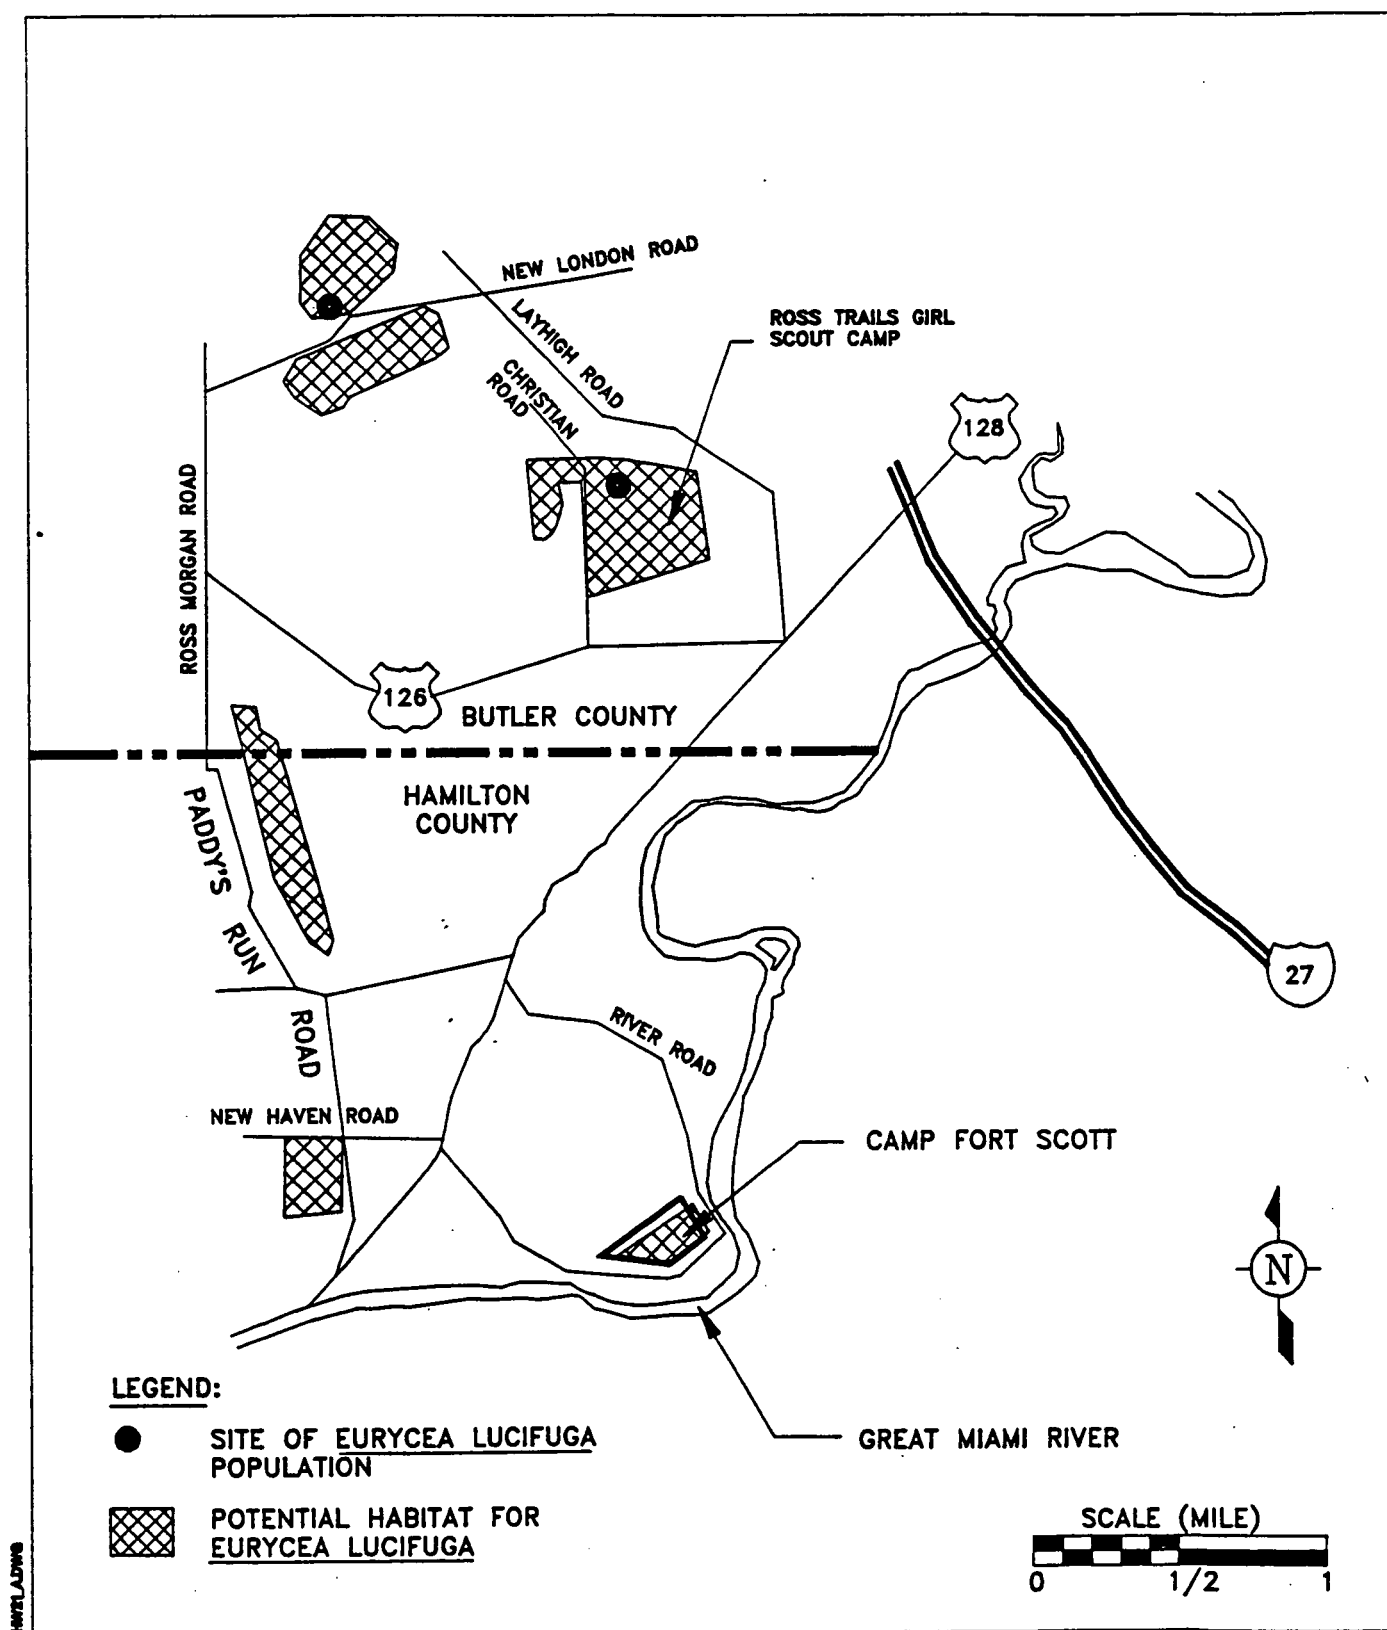 NEW LONDON ROAD
LAYHIGH ROAD
ROSS TRAILS GIRL
SCOUT CAMP
CHRISTIAN
ROAD
128
ROSS MORGAN ROAD
126
BUTLER COUNTY
HAMILTON
COUNTY
PADDY'S RUN ROAD
27
RIVER ROAD
NEW HAVEN ROAD
CAMP FORT SCOTT
N
GREAT MIAMI RIVER
LEGEND:
SITE OF EURYCEA LUCIFUGA
POPULATION
POTENTIAL HABITAT FOR
EURYCEA LUCIFUGA
SCALE (MILE)
0 1/2 1